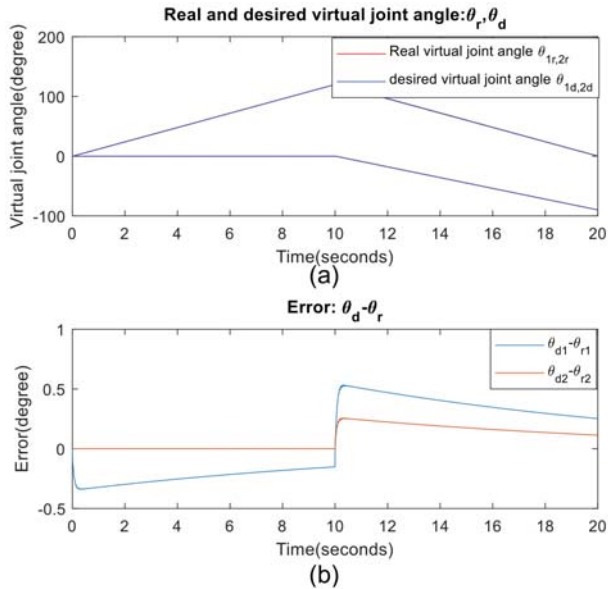 Real and desired virtual joint angle:θr,θd
Virtual joint angle(degree)
200
100
0
-100
Real virtual joint angle θ1r,2r
desired virtual joint angle θ1d,2d
0 2 4 6 8 10 12 14 16 18 20
Time(seconds)
(a)
Error: θd-θr
Error(degree)
1
0.5
0
-0.5
θd1-θr1
θd2-θr2
0 2 4 6 8 10 12 14 16 18 20
Time(seconds)
(b)